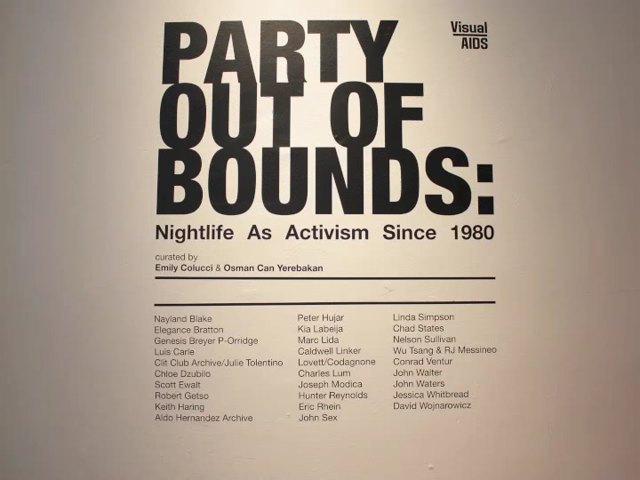 PARTY
OUT OF
BOUNDS:
Visual
AIDS
Nightlife As Activism Since 1980
curated by
Emily Colucci & Osman Can Yerebakan
Nayland Blake
Elegance Bratton
Genesis Breyer P-Orridge
Luis Carle
Clit Club Archive/Julie Tolentino
Chloe Dzubilo
Scott Ewalt
Robert Getso
Keith Haring
Aldo Hernandez Archive
Peter Hujar
Kia Labeija
Marc Lida
Caldwell Linker
Lovett/Codagnone
Charles Lum
Joseph Modica
Hunter Reynolds
Eric Rhein
John Sex
Linda Simpson
Chad States
Nelson Sullivan
Wu Tsang & RJ Messineo
Conrad Ventur
John Walter
John Waters
Jessica Whitbread
David Wojnarowicz